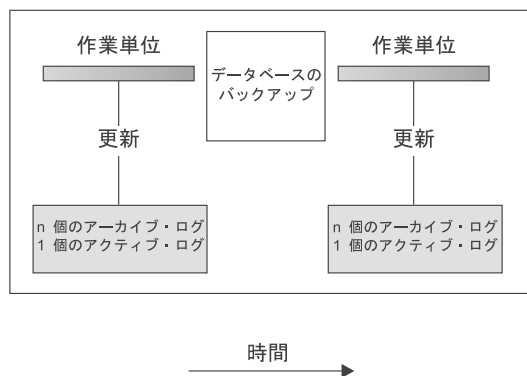 作業単位
データベースの
バックアップ
作業単位
更新
更新
n 個のアーカイブ・ログ
1 個のアクティブ・ログ
n 個のアーカイブ・ログ
1 個のアクティブ・ログ
時間